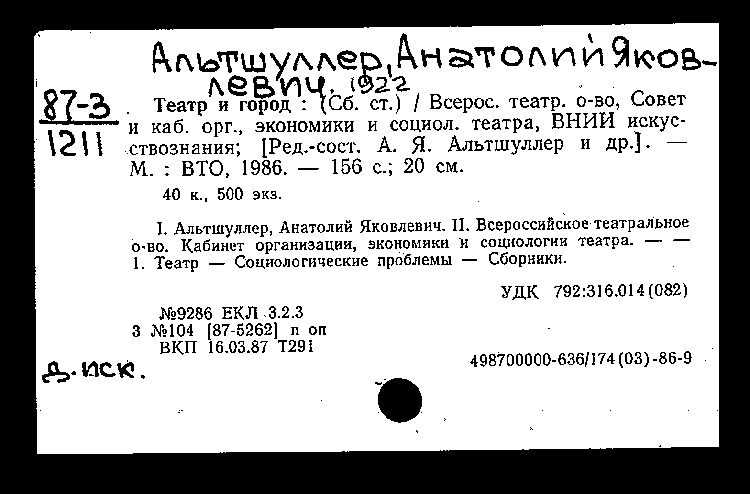 Альтшуллер, Анатолий Яков-
левич. 1922
87-3
1211
Театр и город : (Сб. ст.) / Всерос. театр. о-во, Совет
и каб. орг., экономики и социол. театра, ВНИИ искус-
ствознания; [Ред.-сост. А. Я. Альтшуллер и др.]. —
М. : ВТО, 1986. — 156 с.; 20 см.
40 к., 500 экз.
I. Альтшуллер, Анатолий Яковлевич. II. Всероссийское театральное
о-во. Кабинет организации, экономики и социологии театра. — —
1. Театр — Социологические проблемы — Сборники.
УДК 792:316.014(082)
№9286 ЕКЛ 3.2.3
3 №104 [87-5262] п оп
ВКП 16.03.87 Т291
498700000-636/174(03)-86-9
д. иск.